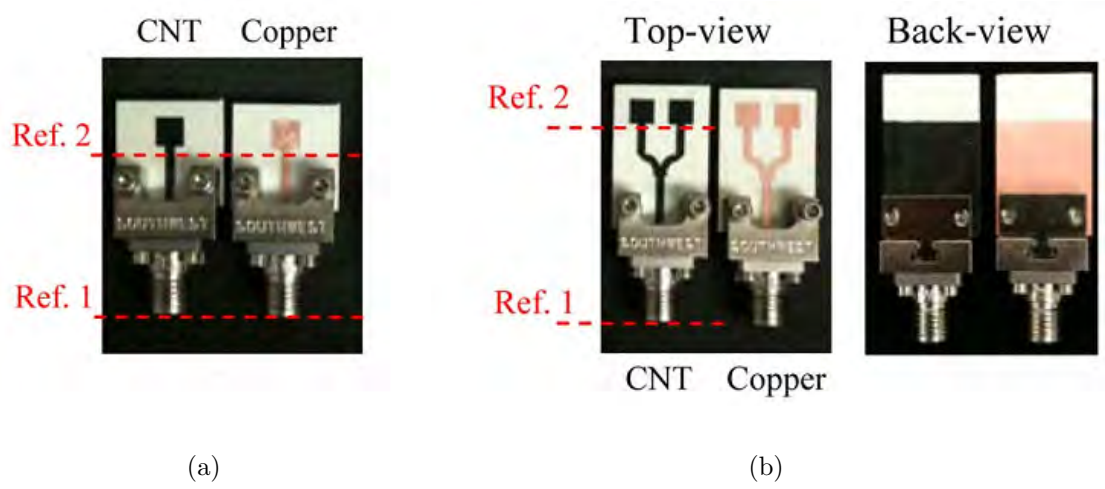 CNT Copper
Ref. 2
SOUTHWEST SOUTHWEST
Ref. 1
(a)
Top-view Back-view
Ref. 2
SOUTHWEST SOUTHWEST
Ref. 1
CNT Copper
(b)